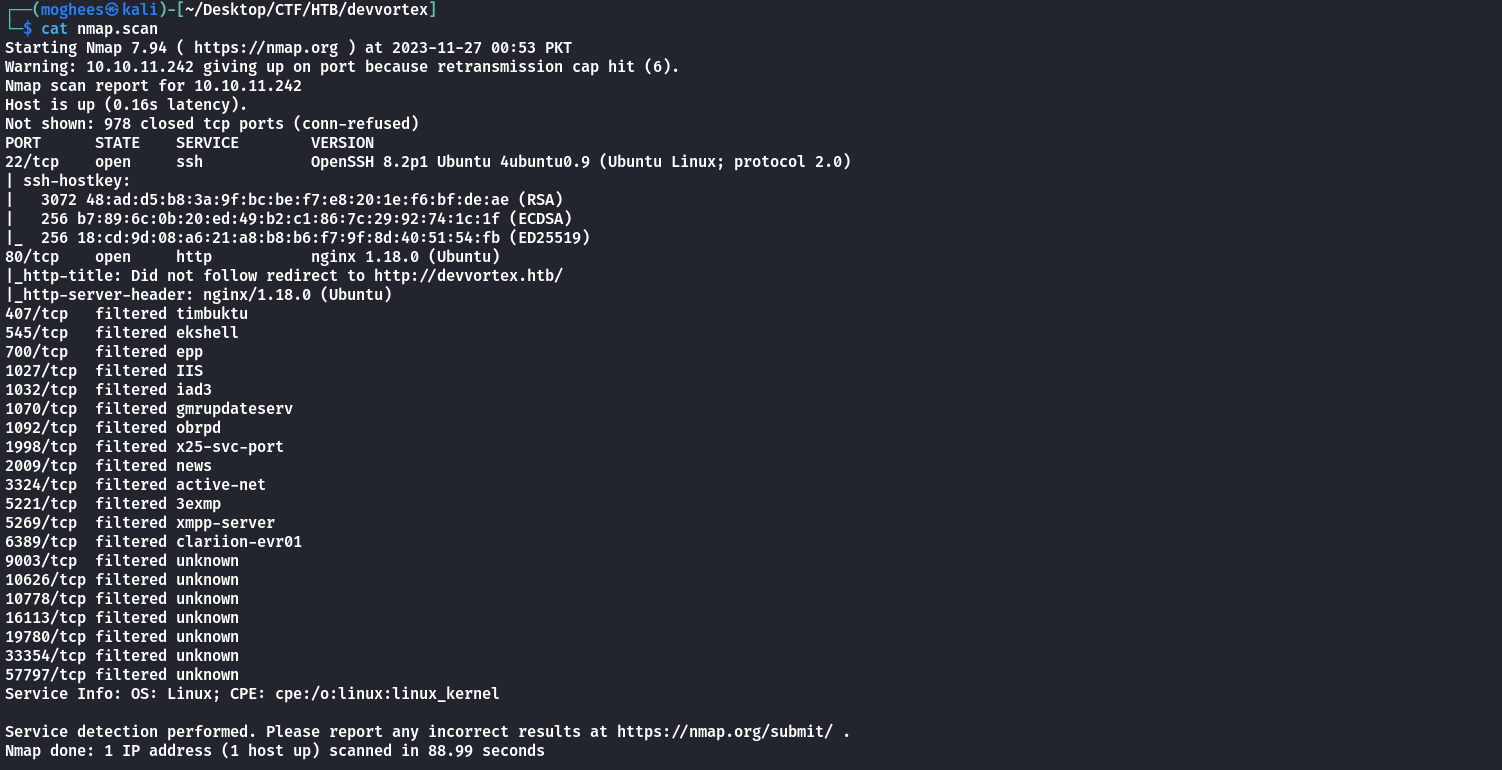 ┌──(moghees㉿kali)-[~/Desktop/CTF/HTB/devvortex]
└─$ cat nmap.scan
Starting Nmap 7.94 ( https://nmap.org ) at 2023-11-27 00:53 PKT
Warning: 10.10.11.242 giving up on port because retransmission cap hit (6).
Nmap scan report for 10.10.11.242
Host is up (0.16s latency).
Not shown: 978 closed tcp ports (conn-refused)
PORT      STATE    SERVICE        VERSION
22/tcp    open     ssh            OpenSSH 8.2p1 Ubuntu 4ubuntu0.9 (Ubuntu Linux; protocol 2.0)
| ssh-hostkey:
|   3072 48:ad:d5:b8:3a:9f:bc:be:f7:e8:20:1e:f6:bf:de:ae (RSA)
|   256 b7:89:6c:0b:20:ed:49:b2:c1:86:7c:29:92:74:1c:1f (ECDSA)
|_  256 18:cd:9d:08:a6:21:a8:b8:b6:f7:9f:8d:40:51:54:fb (ED25519)
80/tcp    open     http           nginx 1.18.0 (Ubuntu)
|_http-title: Did not follow redirect to http://devvortex.htb/
|_http-server-header: nginx/1.18.0 (Ubuntu)
407/tcp   filtered timbuktu
545/tcp   filtered ekshell
700/tcp   filtered epp
1027/tcp  filtered IIS
1032/tcp  filtered iad3
1070/tcp  filtered gmrupdateserv
1092/tcp  filtered obrpd
1998/tcp  filtered x25-svc-port
2009/tcp  filtered news
3324/tcp  filtered active-net
5221/tcp  filtered 3exmp
5269/tcp  filtered xmpp-server
6389/tcp  filtered clariion-evr01
9003/tcp  filtered unknown
10626/tcp filtered unknown
10778/tcp filtered unknown
16113/tcp filtered unknown
19780/tcp filtered unknown
33354/tcp filtered unknown
57797/tcp filtered unknown
Service Info: OS: Linux; CPE: cpe:/o:linux:linux_kernel

Service detection performed. Please report any incorrect results at https://nmap.org/submit/ .
Nmap done: 1 IP address (1 host up) scanned in 88.99 seconds